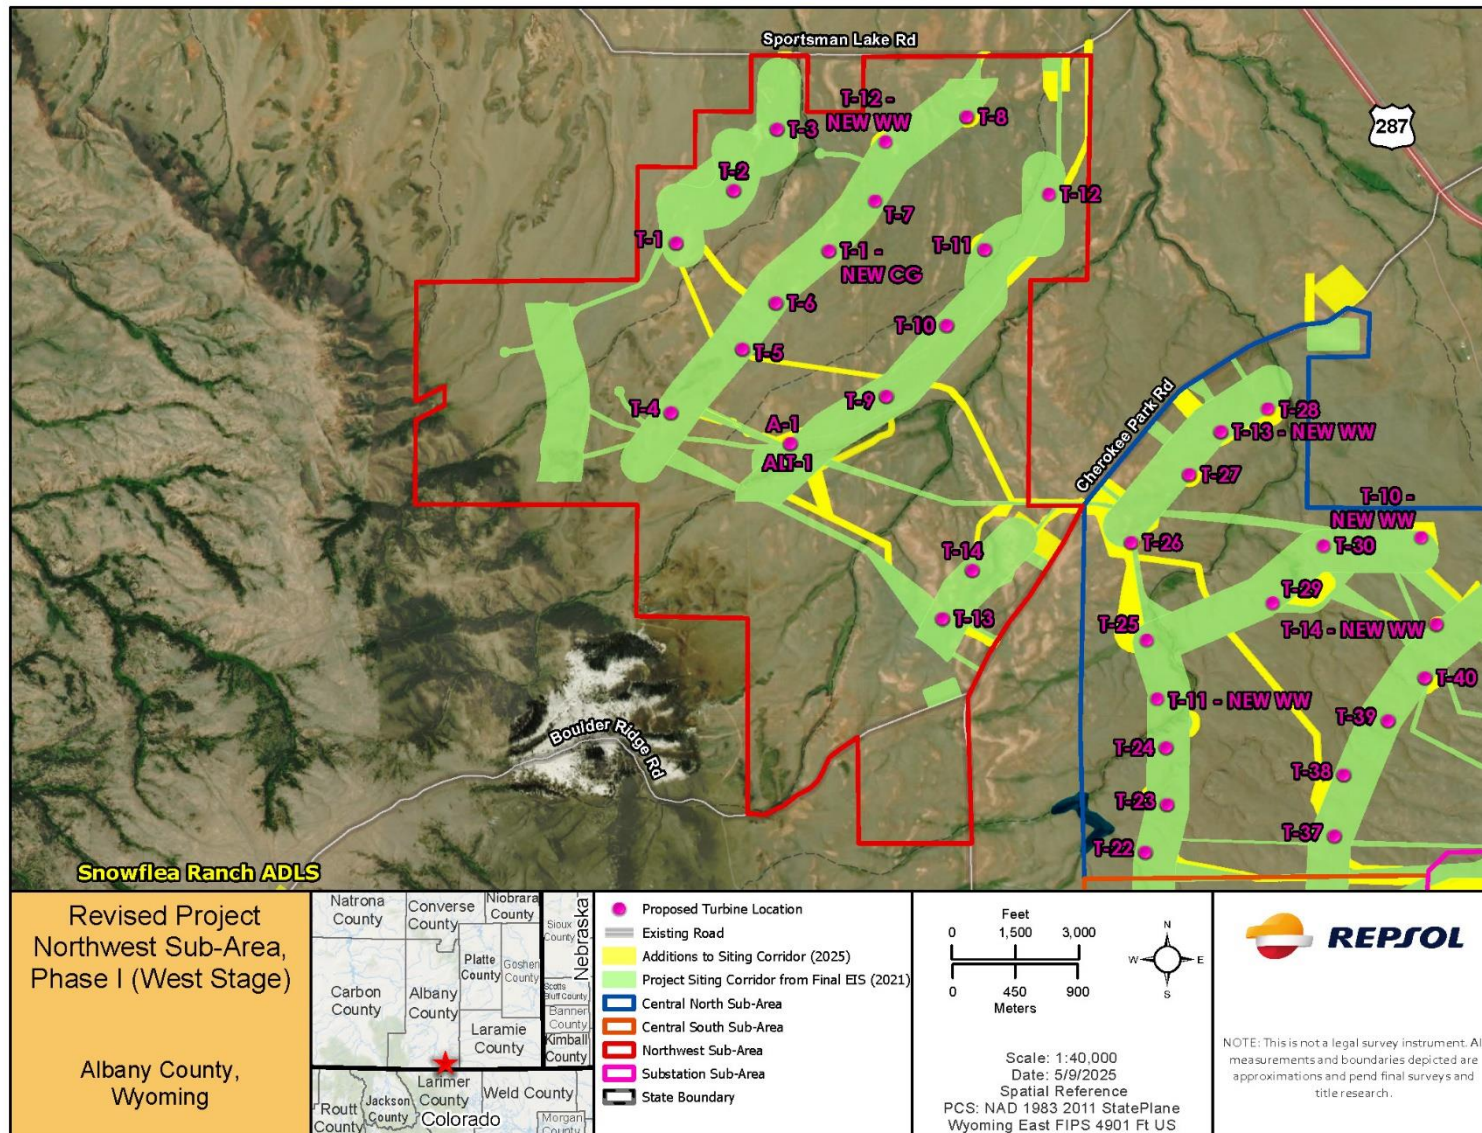 Sportsman Lake Rd
287
T-12 -
NEW WW
T-8
T-3
T-2
T-7
T-12
T-1
T-1 -
NEW CG
T-11
T-6
T-10
T-5
T-4
T-9
A-1
ALT-1
Cherokee Park Rd
T-28
T-13 - NEW WW
T-27
T-10 -
NEW WW
T-26
T-30
T-14
T-29
T-13
T-14 - NEW WW
T-25
T-40
T-11 - NEW WW
T-39
T-24
T-38
T-23
T-37
T-22
Boulder Ridge Rd
Snowflea Ranch ADLS
Revised Project
Northwest Sub-Area,
Phase I (West Stage)
Albany County,
Wyoming
Natrona
County
Converse
County
Niobrara
County
Sioux
County
Nebraska
Platte
County
Goshen
County
Scotts
Bluff County
Carbon
County
Albany
County
Banner
County
Laramie
County
Kimball
County
Larimer
County
Weld County
Jackson
County
Routt
County
Colorado
Morgan
County
Proposed Turbine Location
Existing Road
Additions to Siting Corridor (2025)
Project Siting Corridor from Final EIS (2021)
Central North Sub-Area
Central South Sub-Area
Northwest Sub-Area
Substation Sub-Area
State Boundary
Feet
0 1,500 3,000
0 450 900
Meters
N
W E
S
Scale: 1:40,000
Date: 5/9/2025
Spatial Reference
PCS: NAD 1983 2011 StatePlane
Wyoming East FIPS 4901 Ft US
REPSOL
NOTE: This is not a legal survey instrument. Al
measurements and boundaries depicted are
approximations and pend final surveys and
title research.